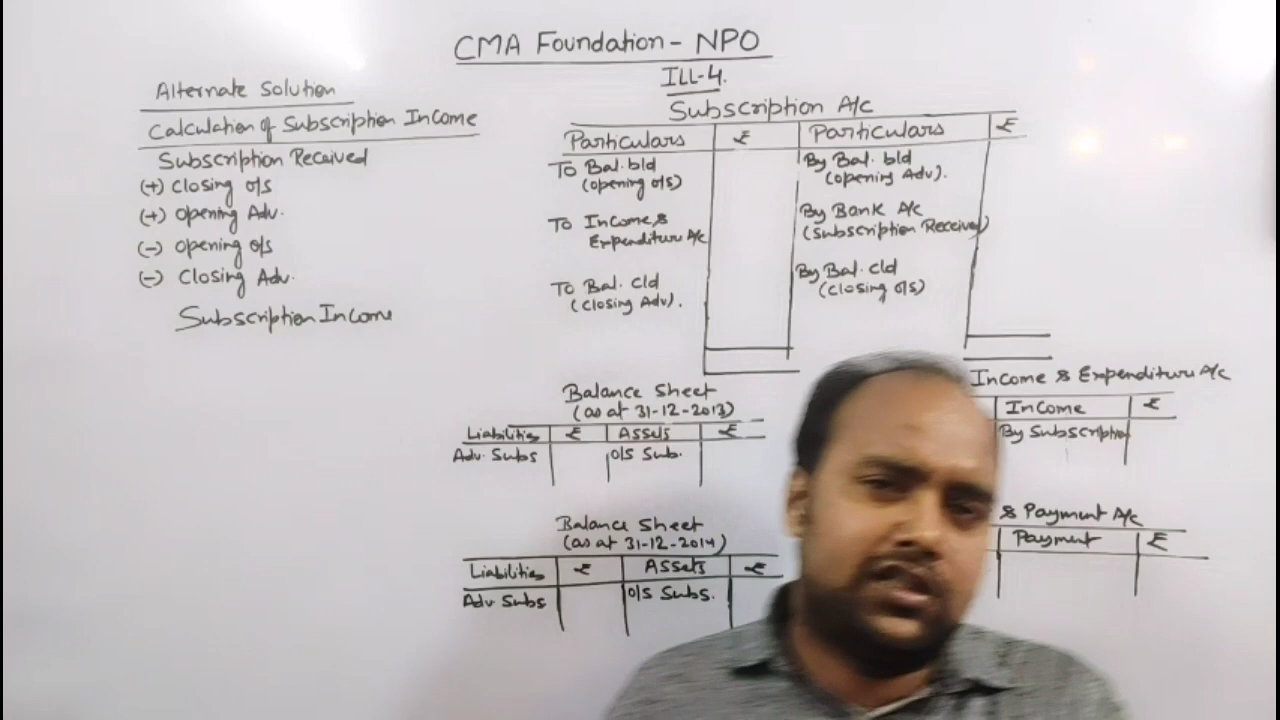 CMA Foundation - NPO
ILL-4.
Alternate Solution
Calculation of Subscription Income
Subscription Received
(+) Closing o/s
(+) Opening Adv.
(-) Opening o/s
(-) Closing Adv.
Subscription Income
Subscription A/c
Particulars ₹ Particulars ₹
To Bal. b/d
(opening o/s)
To Income &
Expenditure A/c
To Bal. c/d
(closing Adv).
By Bal. b/d
(opening Adv).
By Bank A/c
(Subscription Received)
By Bal. c/d
(closing o/s)
Balance Sheet
(as at 31-12-2013)
Liabilities ₹ Assets ₹
Adv. Subs o/s Sub.
Income & Expenditure A/c
Income ₹
By Subscription
Balance Sheet
(as at 31-12-2014)
Liabilities ₹ Assets ₹
Adv Subs o/s Subs.
& Payment A/c
Payment ₹